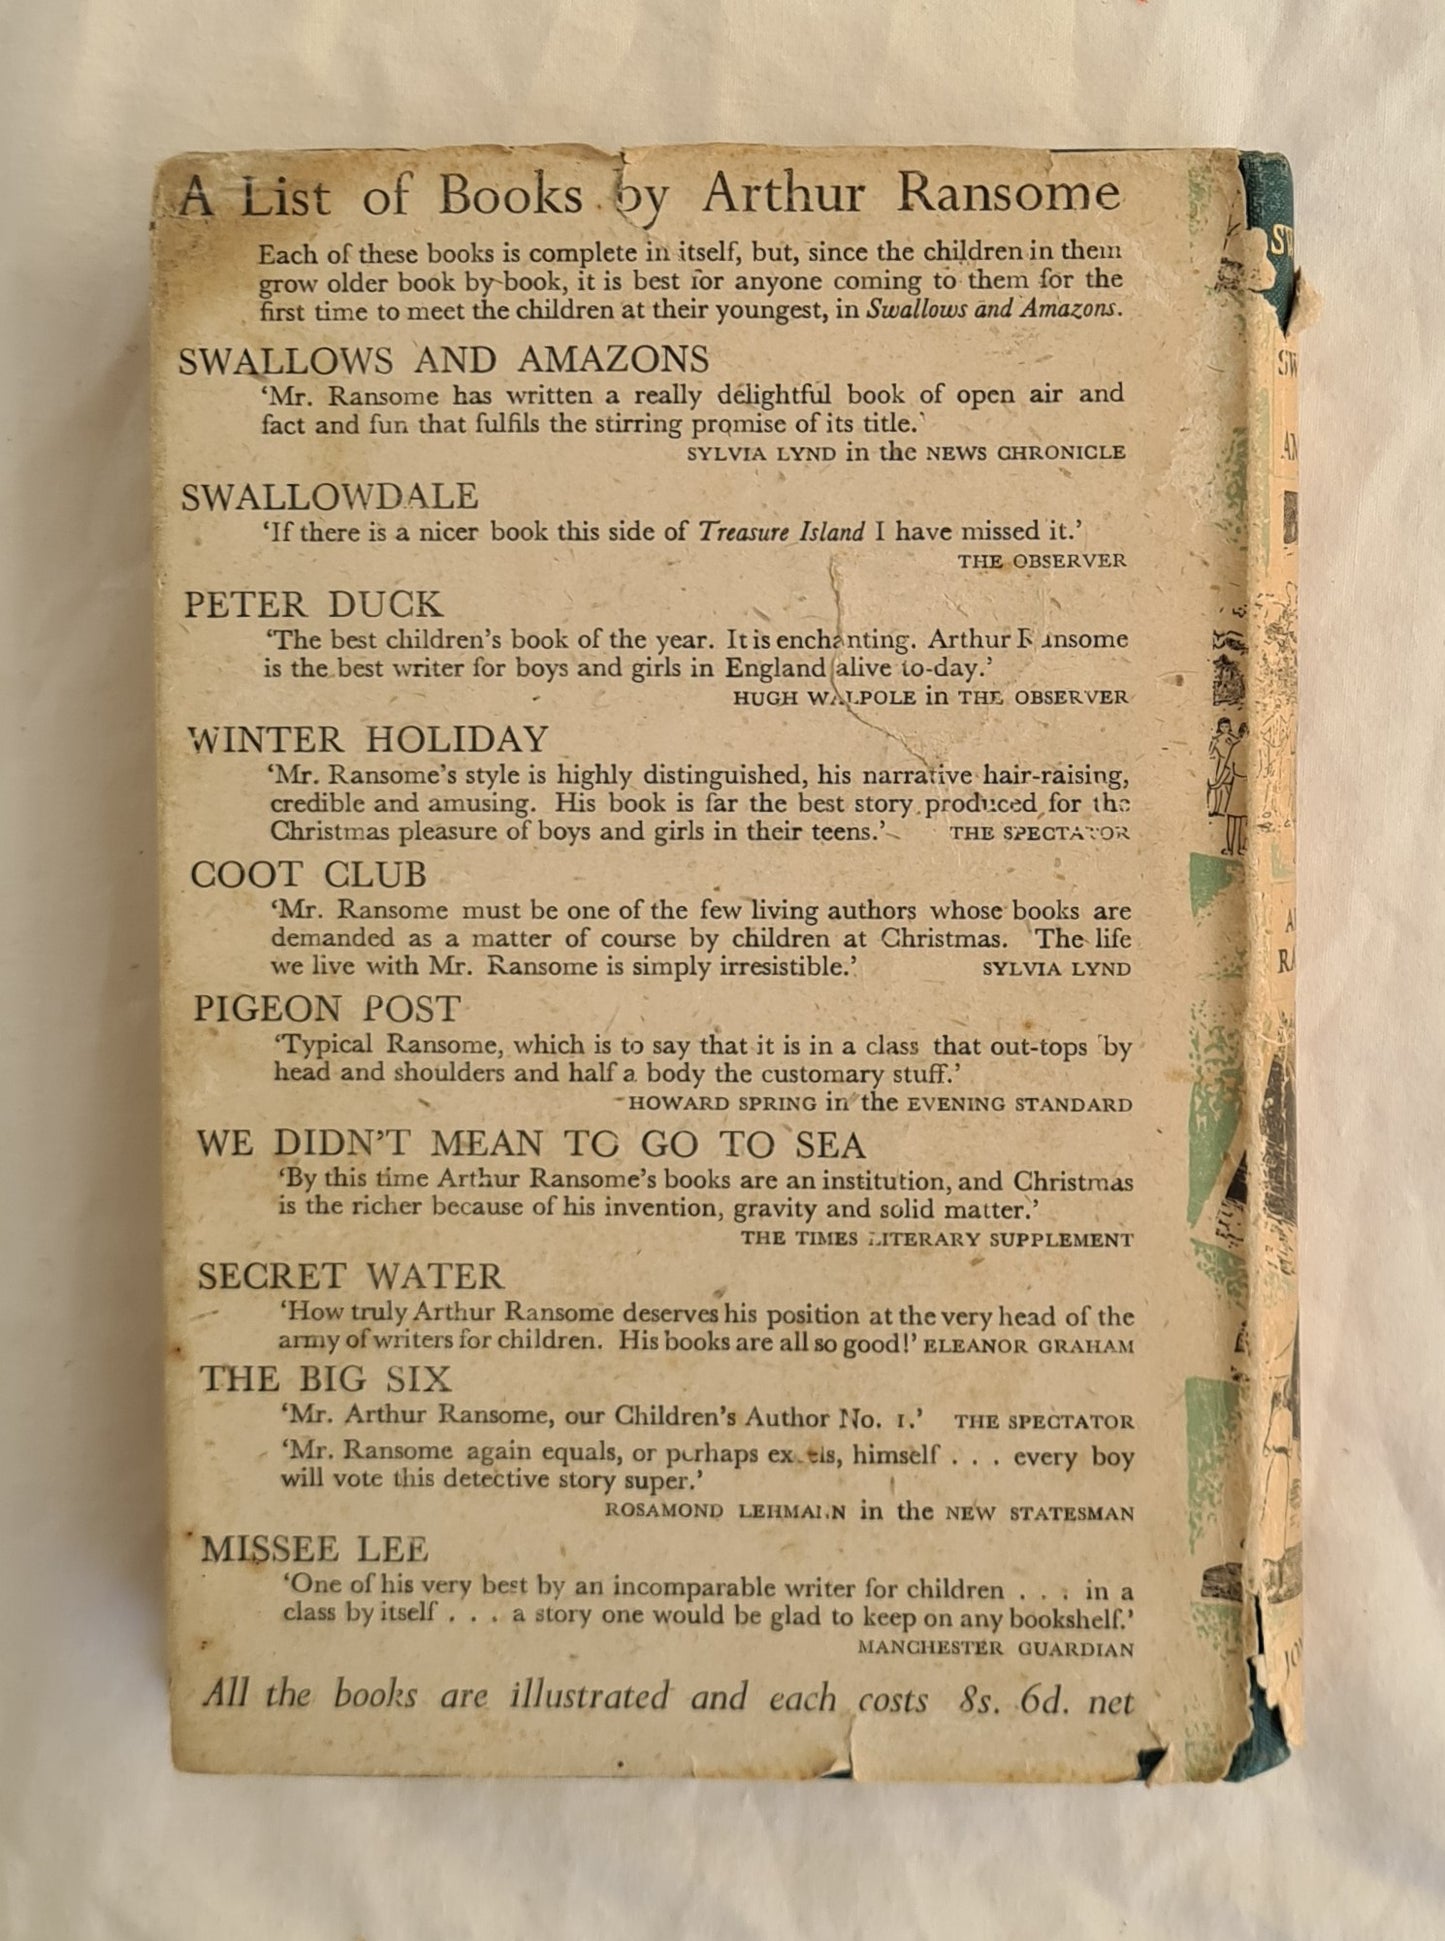 A List of Books by Arthur Ransome
Each of these books is complete in itself, but, since the children in them
grow older book by book, it is best for anyone coming to them for the
first time to meet the children at their youngest, in Swallows and Amazons.
SWALLOWS AND AMAZONS
‘Mr. Ransome has written a really delightful book of open air and
fact and fun that fulfils the stirring promise of its title.’
SYLVIA LYND in the NEWS CHRONICLE
SWALLOWDALE
‘If there is a nicer book this side of Treasure Island I have missed it.’
THE OBSERVER
PETER DUCK
‘The best children’s book of the year. It is enchanting. Arthur Ransome
is the best writer for boys and girls in England alive to-day.’
HUGH WALPOLE in THE OBSERVER
WINTER HOLIDAY
‘Mr. Ransome’s style is highly distinguished, his narrative hair-raising,
credible and amusing. His book is far the best story produced for the
Christmas pleasure of boys and girls in their teens.’ THE SPECTATOR
COOT CLUB
‘Mr. Ransome must be one of the few living authors whose books are
demanded as a matter of course by children at Christmas. The life
we live with Mr. Ransome is simply irresistible.’ SYLVIA LYND
PIGEON POST
‘Typical Ransome, which is to say that it is in a class that out-tops by
head and shoulders and half a body the customary stuff.’
HOWARD SPRING in the EVENING STANDARD
WE DIDN’T MEAN TO GO TO SEA
‘By this time Arthur Ransome’s books are an institution, and Christmas
is the richer because of his invention, gravity and solid matter.’
THE TIMES LITERARY SUPPLEMENT
SECRET WATER
‘How truly Arthur Ransome deserves his position at the very head of the
army of writers for children. His books are all so good!’ ELEANOR GRAHAM
THE BIG SIX
‘Mr. Arthur Ransome, our Children’s Author No. 1.’ THE SPECTATOR
‘Mr. Ransome again equals, or perhaps excels, himself . . . every boy
will vote this detective story super.’
ROSAMOND LEHMANN in the NEW STATESMAN
MISSEE LEE
‘One of his very best by an incomparable writer for children . . . in a
class by itself . . . a story one would be glad to keep on any bookshelf.’
MANCHESTER GUARDIAN
All the books are illustrated and each costs 8s. 6d. net